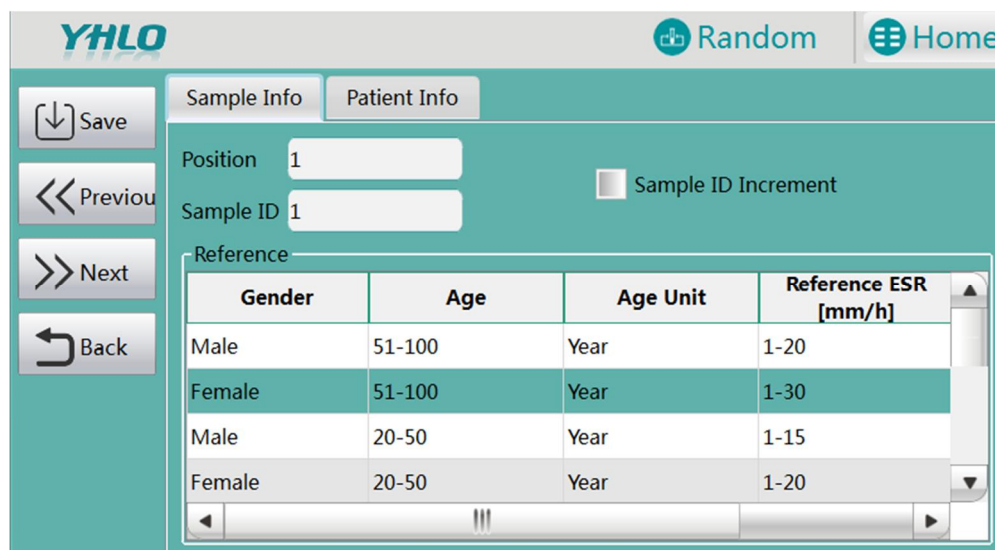 YHLO
Random
Home
Save
Previou
Next
Back
Sample Info
Patient Info
Position 1
Sample ID 1
Sample ID Increment
Reference
Gender Age Age Unit Reference ESR [mm/h]
Male 51-100 Year 1-20
Female 51-100 Year 1-30
Male 20-50 Year 1-15
Female 20-50 Year 1-20